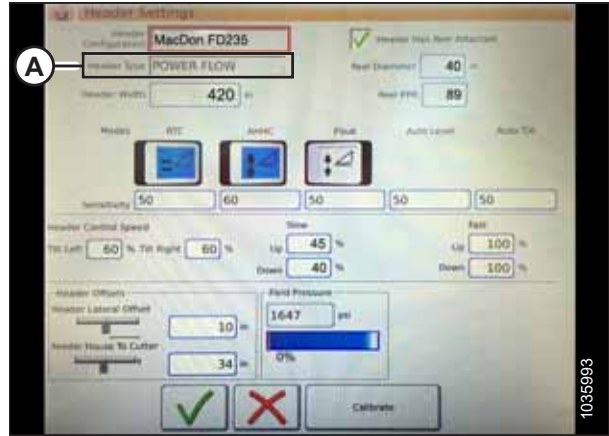 Header Settings
Header Configuration MacDon FD235
Header Has Reel Attached
A
Header Type POWER FLOW
Reel Diameter 40 in
Header Width 420 in
Reel PPR 89
Modes RTC AHHC Float Auto Level Auto Tilt
Sensitivity 50 60 50 50 50
Header Control Speed Slow Fast
Tilt Left 60 % Tilt Right 60 % Up 45 % Up 100 %
Down 40 % Down 100 %
Header Offsets Field Pressure
Header Lateral Offset 1647 psi
10 in
Feeder House To Cutter 0%
34 in
Calibrate
1035993